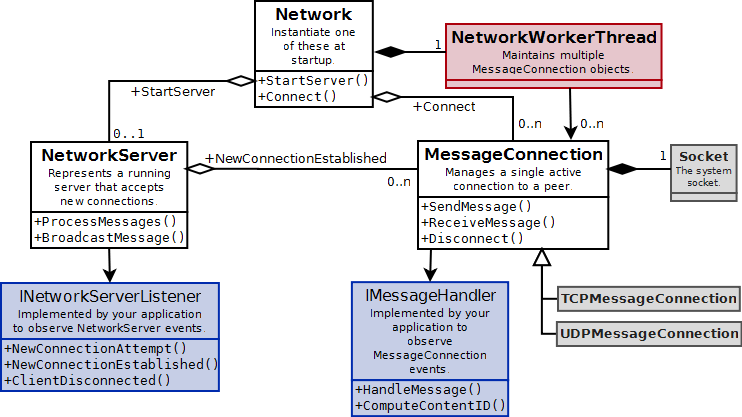 Network
Instantiate one
of these at
startup.
+StartServer()
+Connect()
1
NetworkWorkerThread
Maintains multiple
MessageConnection objects.
+StartServer
+Connect
0..1
0..n
0..n
NetworkServer
Represents a running
server that accepts
new connections.
+ProcessMessages()
+BroadcastMessage()
+NewConnectionEstablished
0..n
MessageConnection
Manages a single active
connection to a peer.
+SendMessage()
+ReceiveMessage()
+Disconnect()
1
Socket
The system
socket.
INetworkServerListener
Implemented by your application
to observe NetworkServer events.
+NewConnectionAttempt()
+NewConnectionEstablished()
+ClientDisconnected()
IMessageHandler
Implemented by your
application to
observe
MessageConnection
events.
+HandleMessage()
+ComputeContentID()
TCPMessageConnection
UDPMessageConnection